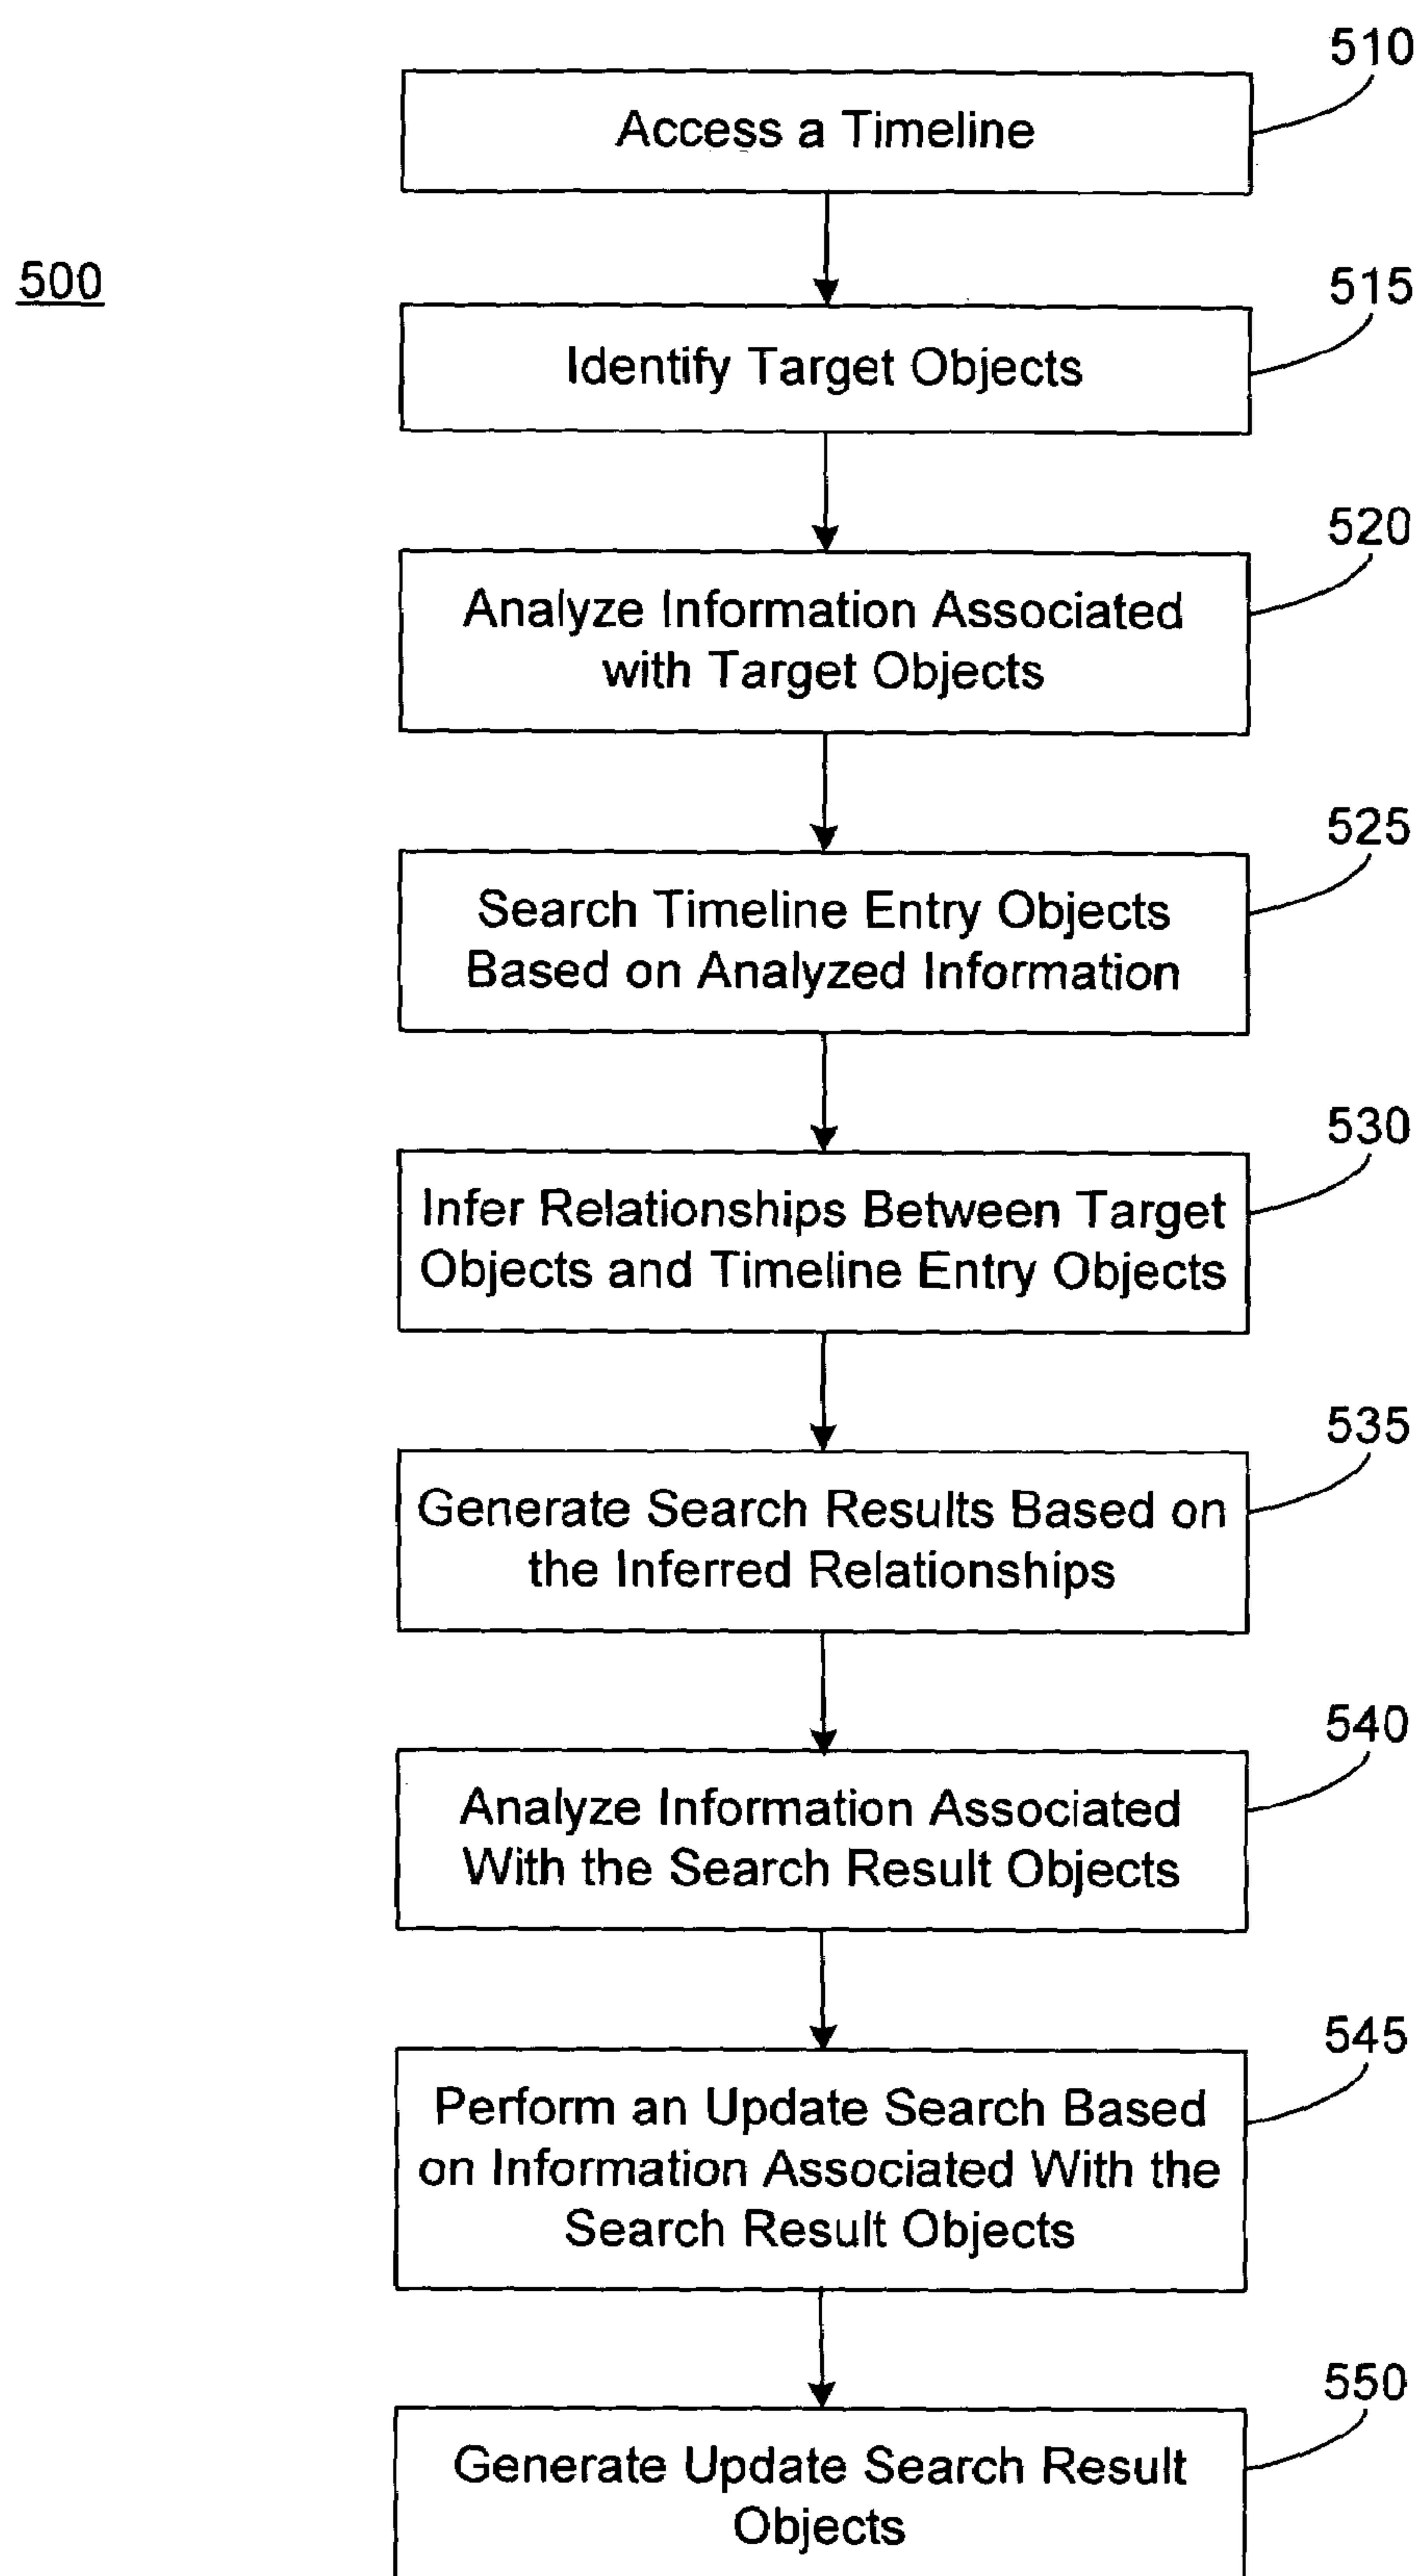 510
Access a Timeline
500
515
Identify Target Objects
520
Analyze Information Associated
with Target Objects
525
Search Timeline Entry Objects
Based on Analyzed Information
530
Infer Relationships Between Target
Objects and Timeline Entry Objects
535
Generate Search Results Based on
the Inferred Relationships
540
Analyze Information Associated
With the Search Result Objects
545
Perform an Update Search Based
on Information Associated With the
Search Result Objects
550
Generate Update Search Result
Objects